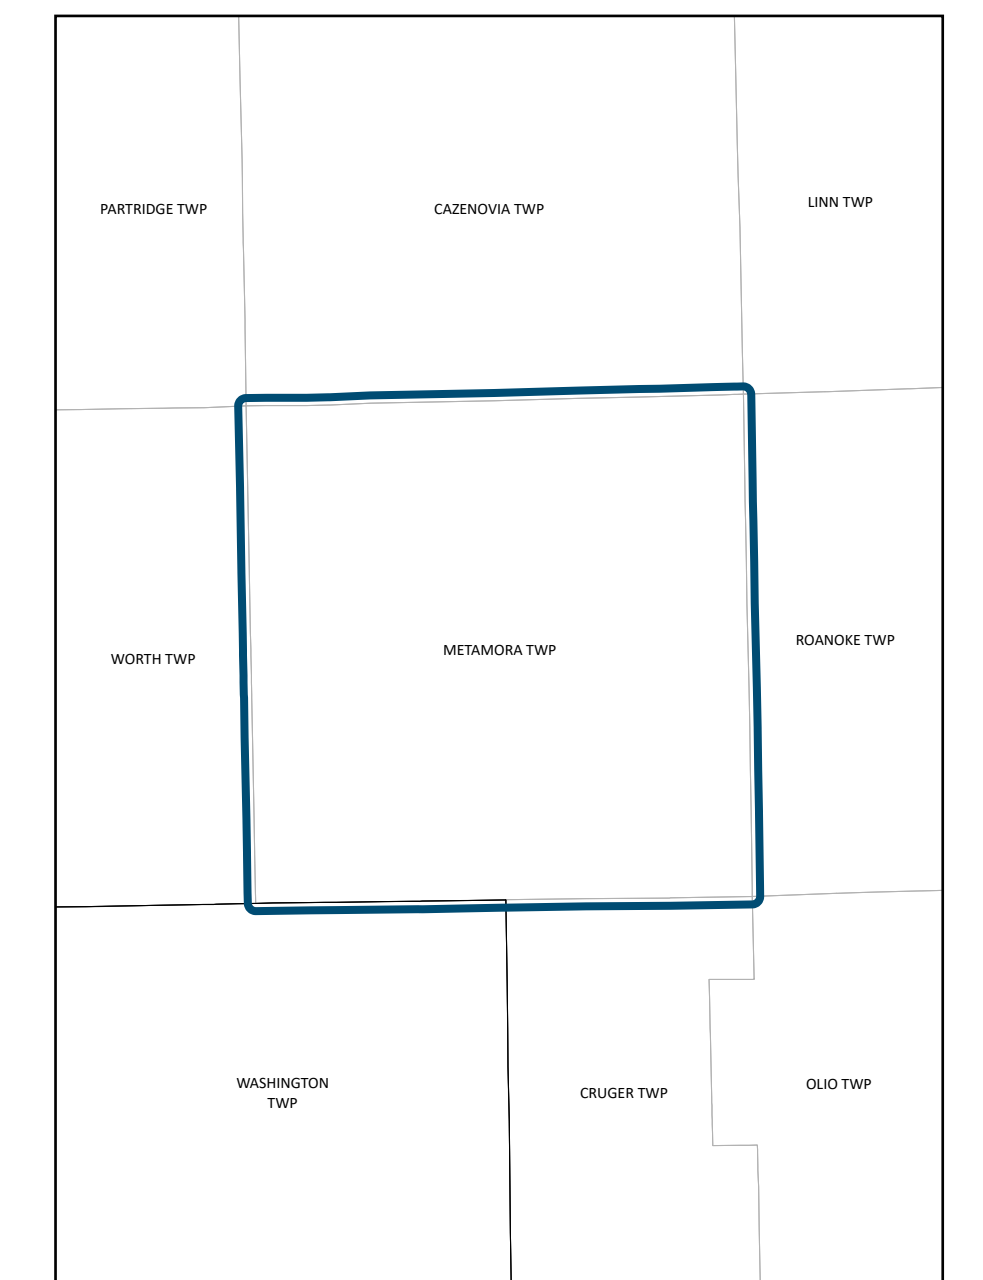 PARTRIDGE TWP
CAZENOVIA TWP
LINN TWP
WORTH TWP
METAMORA TWP
ROANOKE TWP
WASHINGTON
TWP
CRUGER TWP
OLIO TWP